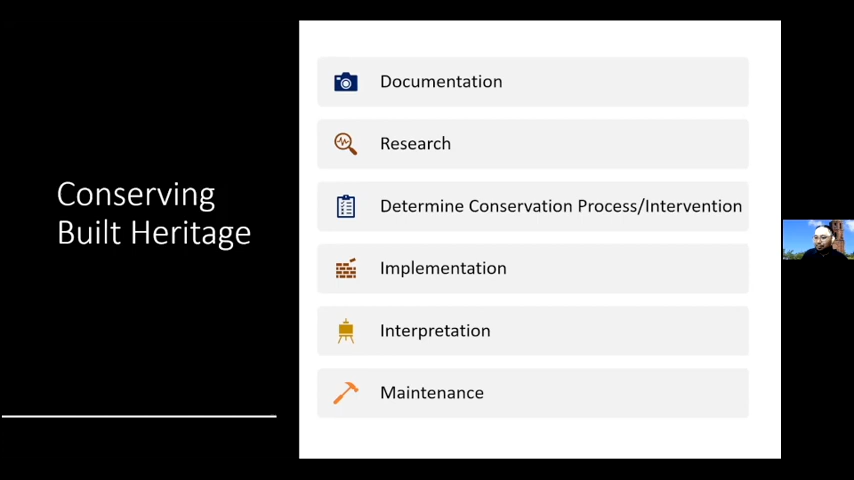 Conserving
Built Heritage
Documentation
Research
Determine Conservation Process/Intervention
Implementation
Interpretation
Maintenance